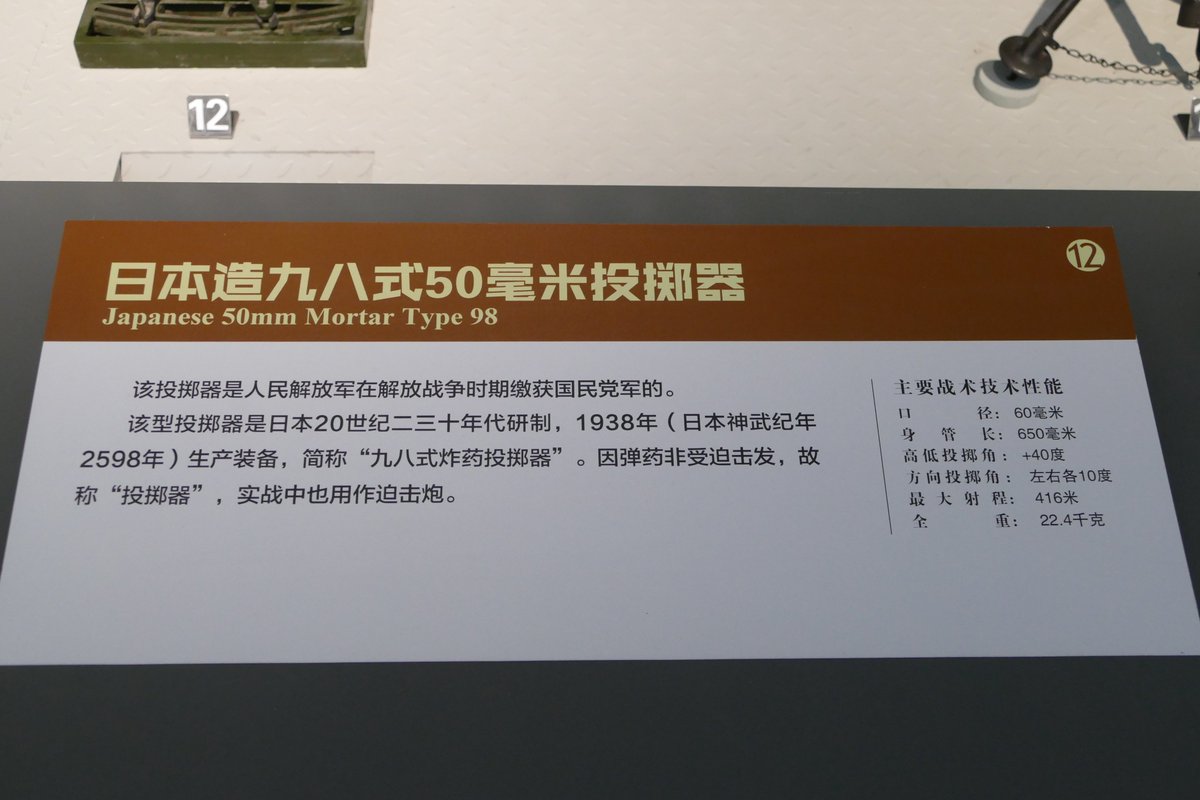 12
日本造九八式50毫米投掷器
Japanese 50mm Mortar Type 98
12
该投掷器是人民解放军在解放战争时期缴获国民党军的。
该型投掷器是日本20世纪二三十年代研制，1938年（日本神武纪年
2598年）生产装备，简称“九八式炸药投掷器”。因弹药非受迫击发，故
称“投掷器”，实战中也用作迫击炮。
主要战术技术性能
口径：60毫米
身管长：650毫米
高低投掷角：+40度
方向投掷角：左右各10度
最大射程：416米
全重：22.4千克